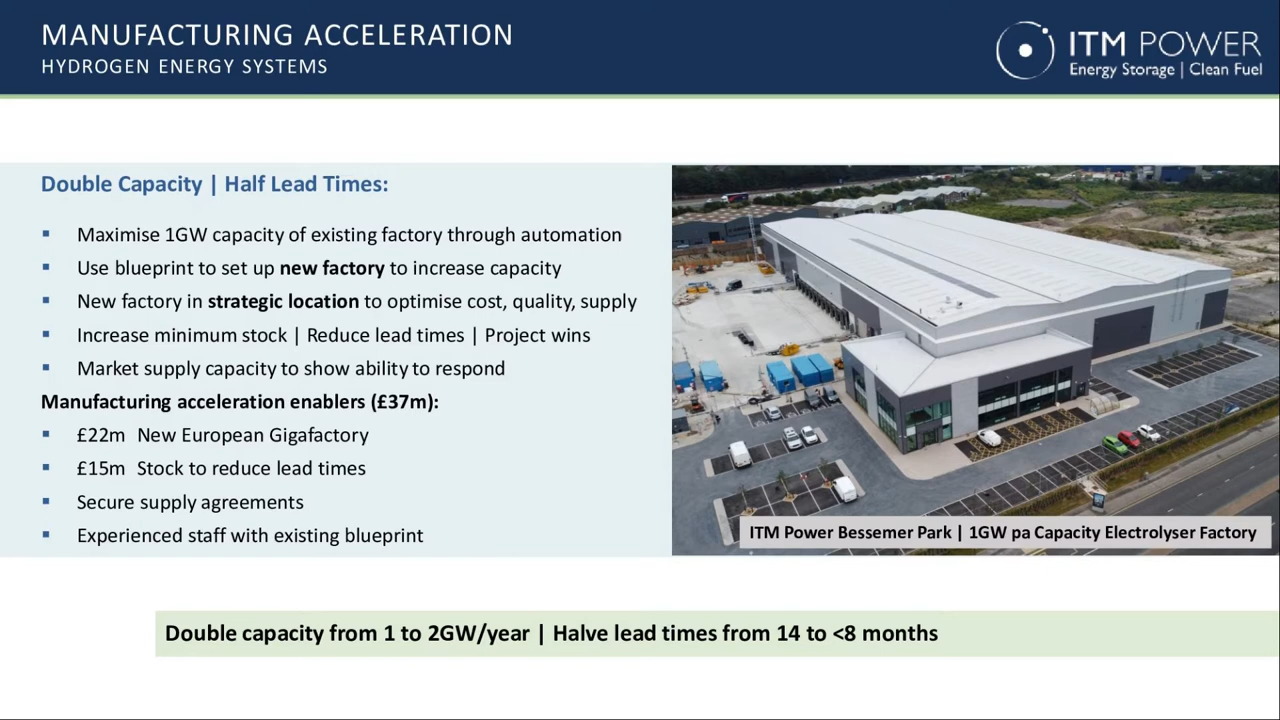 MANUFACTURING ACCELERATION
HYDROGEN ENERGY SYSTEMS
ITM POWER
Energy Storage | Clean Fuel
Double Capacity | Half Lead Times:
▪ Maximise 1GW capacity of existing factory through automation
▪ Use blueprint to set up new factory to increase capacity
▪ New factory in strategic location to optimise cost, quality, supply
▪ Increase minimum stock | Reduce lead times | Project wins
▪ Market supply capacity to show ability to respond
Manufacturing acceleration enablers (£37m):
▪ £22m New European Gigafactory
▪ £15m Stock to reduce lead times
▪ Secure supply agreements
▪ Experienced staff with existing blueprint
ITM Power Bessemer Park | 1GW pa Capacity Electrolyser Factory
Double capacity from 1 to 2GW/year | Halve lead times from 14 to <8 months